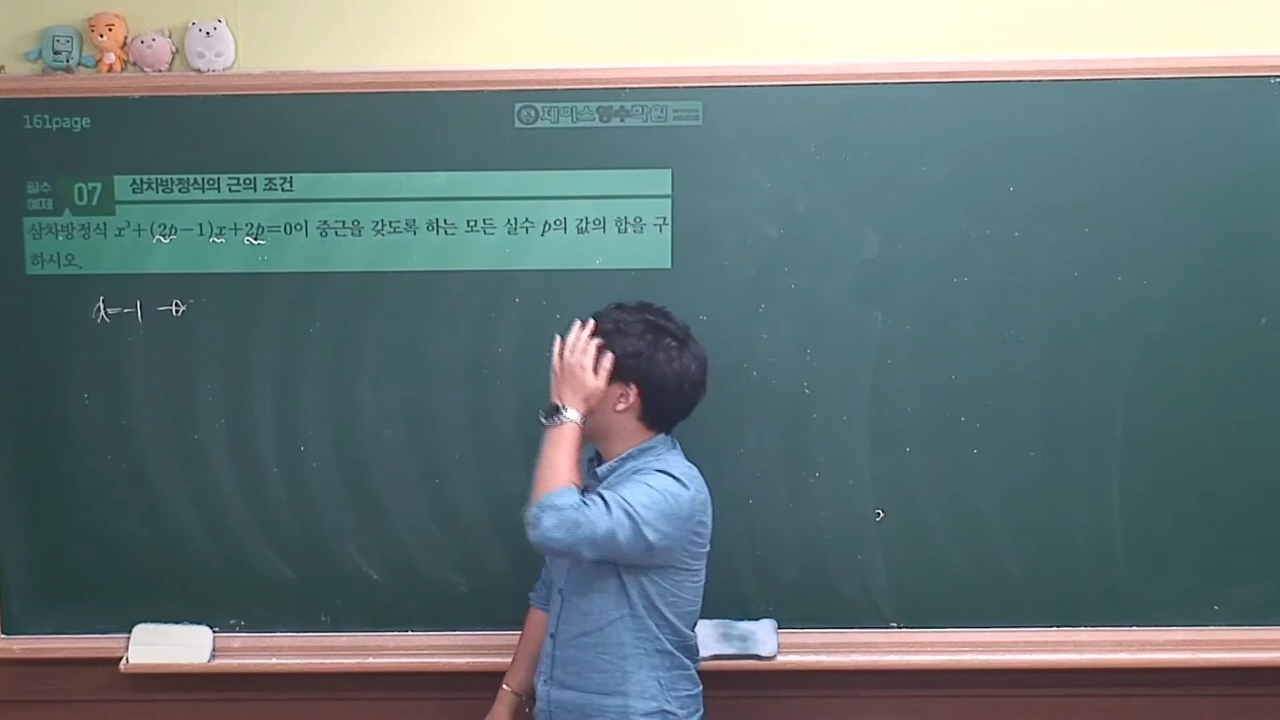 161page
제이스영수학원
필수 예제 07 삼차방정식의 근의 조건
삼차방정식 x³+(2p-1)x+2p=0이 중근을 갖도록 하는 모든 실수 p의 값의 합을 구
하시오.
x=-1 → 0